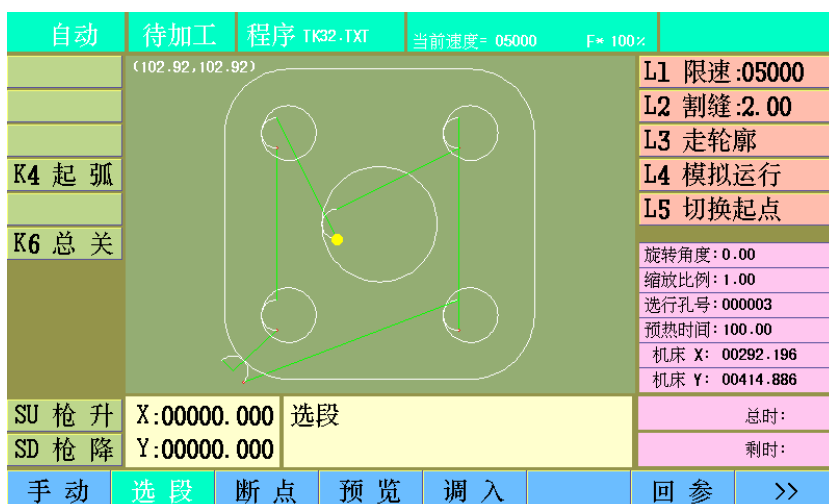 自动 待加工 程序 TK32.TXT 当前速度= 05000 F* 100%
(102.92,102.92)
K4 起 弧
K6 总 关
L1 限速:05000
L2 割缝:2.00
L3 走轮廓
L4 模拟运行
L5 切换起点
旋转角度:0.00
缩放比例:1.00
选行孔号:000003
预热时间:100.00
机床 X: 00292.196
机床 Y: 00414.886
SU 枪 升 X:00000.000 选段 总时:
SD 枪 降 Y:00000.000 剩时:
手 动 选 段 断 点 预 览 调 入 回 参 >>